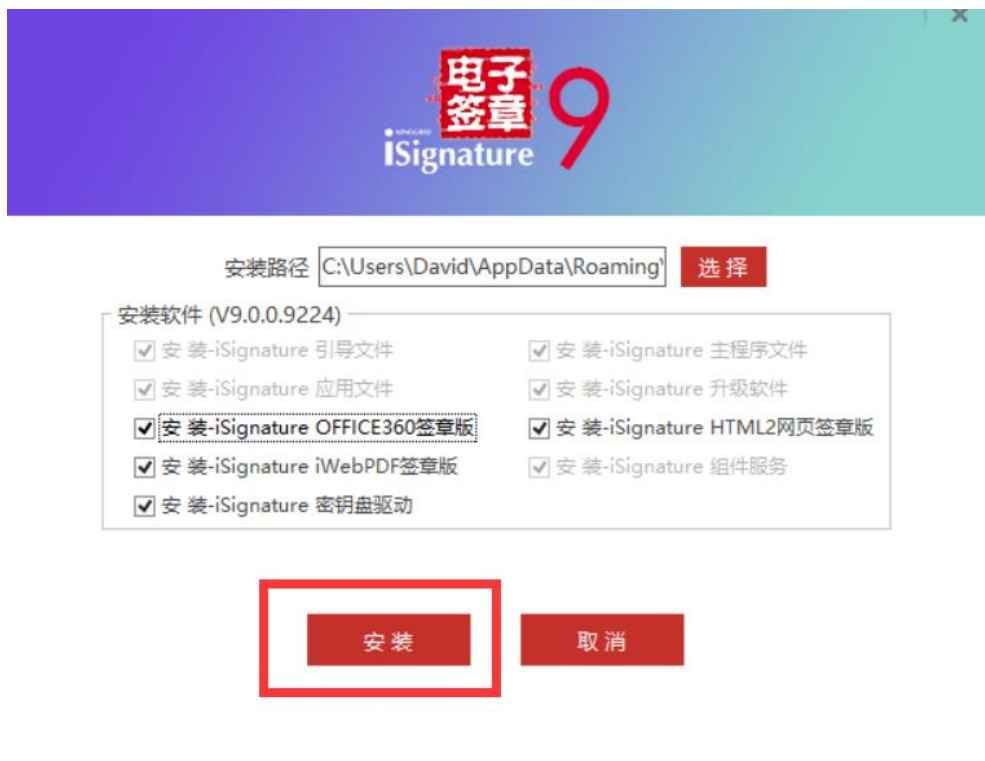 电子
签章
9
iSignature
安装路径 C:\Users\David\AppData\Roaming\ 选择
安装软件 (V9.0.0.9224)
安 装-iSignature 引导文件 安 装-iSignature 主程序文件
安 装-iSignature 应用文件 安 装-iSignature 升级软件
安 装-iSignature OFFICE360签章版 安 装-iSignature HTML2网页签章版
安 装-iSignature iWebPDF签章版 安 装-iSignature 组件服务
安 装-iSignature 密钥盘驱动
安 装 取 消